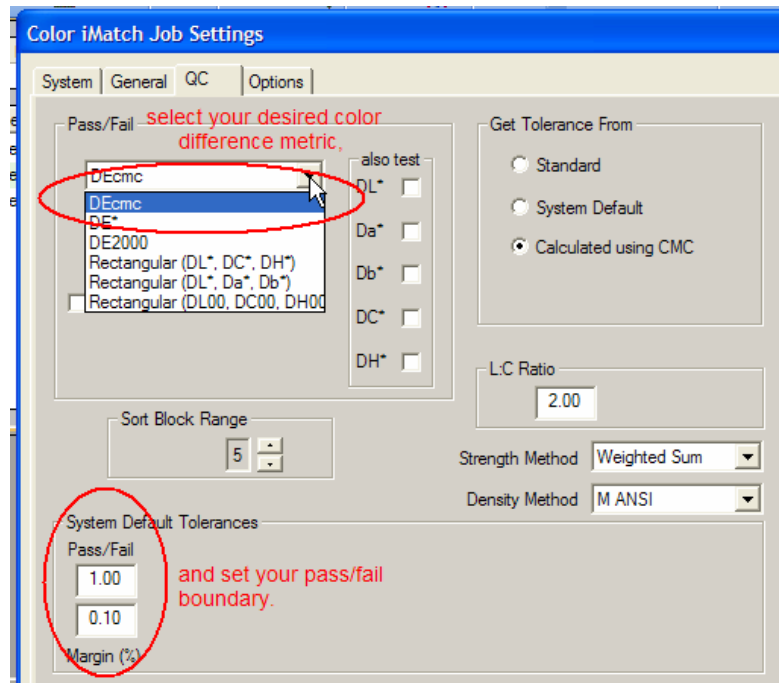 Color iMatch Job Settings
System General QC Options
Pass/Fail
select your desired color
difference metric,
DEcmc
DEcmc
DE*
DE2000
Rectangular (DL*, DC*, DH*)
Rectangular (DL*, Da*, Db*)
Rectangular (DL00, DC00, DH00
also test
DL*
Da*
Db*
DC*
DH*
Get Tolerance From
Standard
System Default
Calculated using CMC
L:C Ratio
2.00
Sort Block Range
5
Strength Method Weighted Sum
Density Method M ANSI
System Default Tolerances
Pass/Fail
1.00
0.10
Margin (%)
and set your pass/fail
boundary.